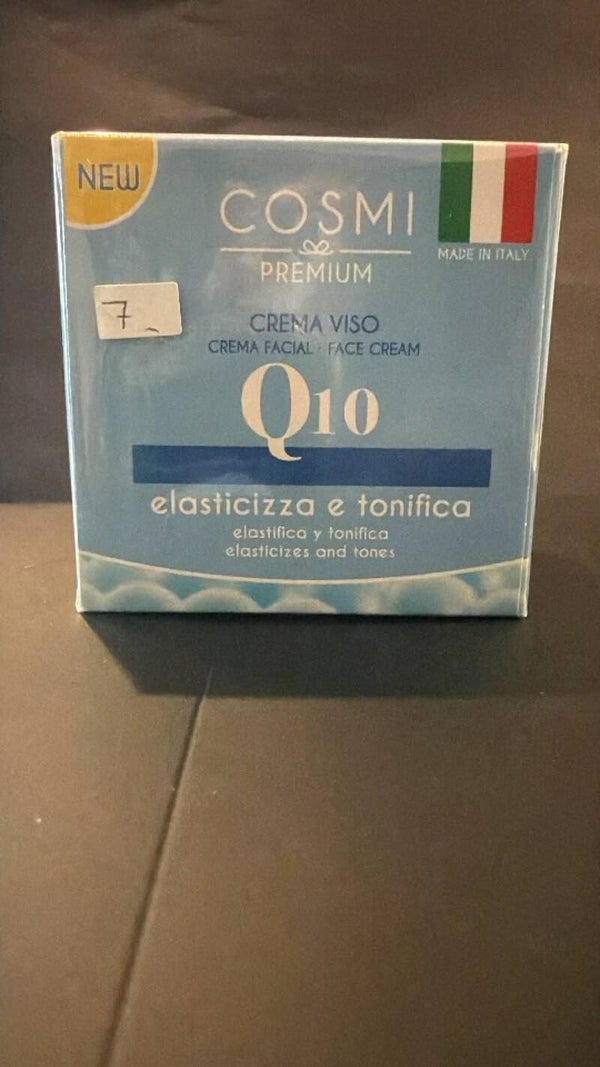 NEW
COSMI
PREMIUM
MADE IN ITALY
7
CREMA VISO
CREMA FACIAL · FACE CREAM
Q10
elasticizza e tonifica
elastifica y tonifica
elasticizes and tones